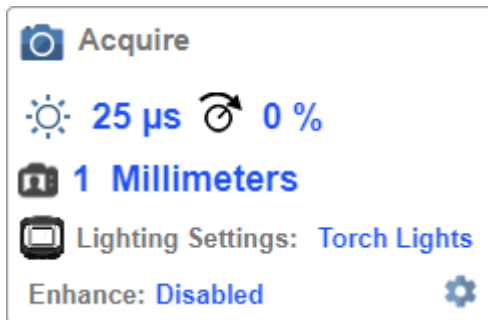 Acquire
25 µs 0 %
1 Millimeters
Lighting Settings: Torch Lights
Enhance: Disabled